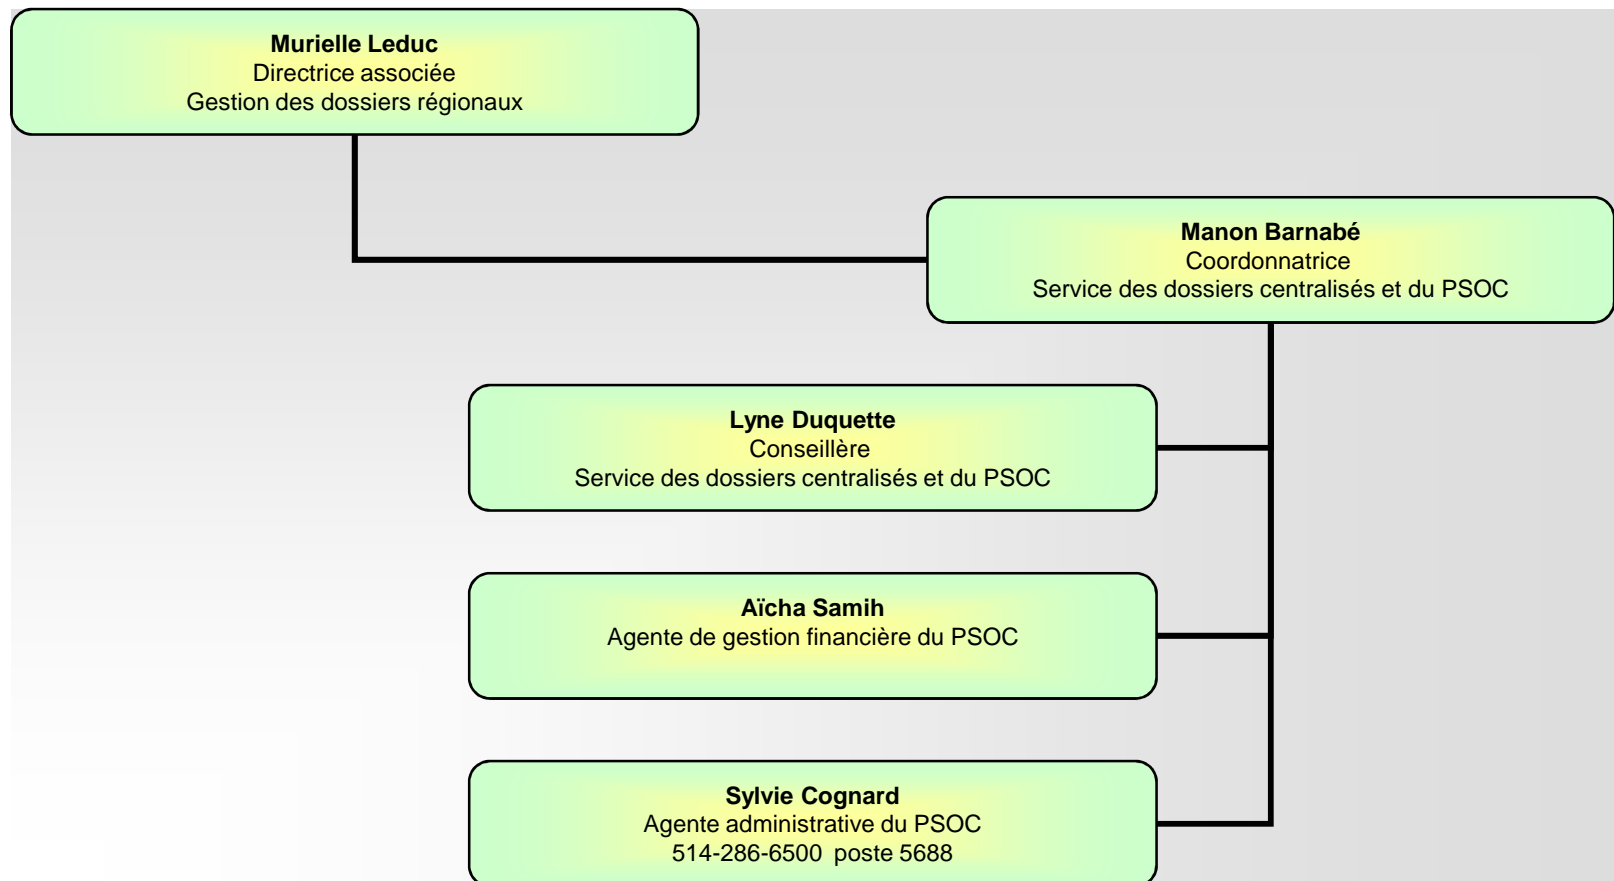 Murielle Leduc
Directrice associée
Gestion des dossiers régionaux
Manon Barnabé
Coordonnatrice
Service des dossiers centralisés et du PSOC
Lyne Duquette
Conseillère
Service des dossiers centralisés et du PSOC
Aïcha Samih
Agente de gestion financière du PSOC
Sylvie Cognard
Agente administrative du PSOC
514-286-6500 poste 5688